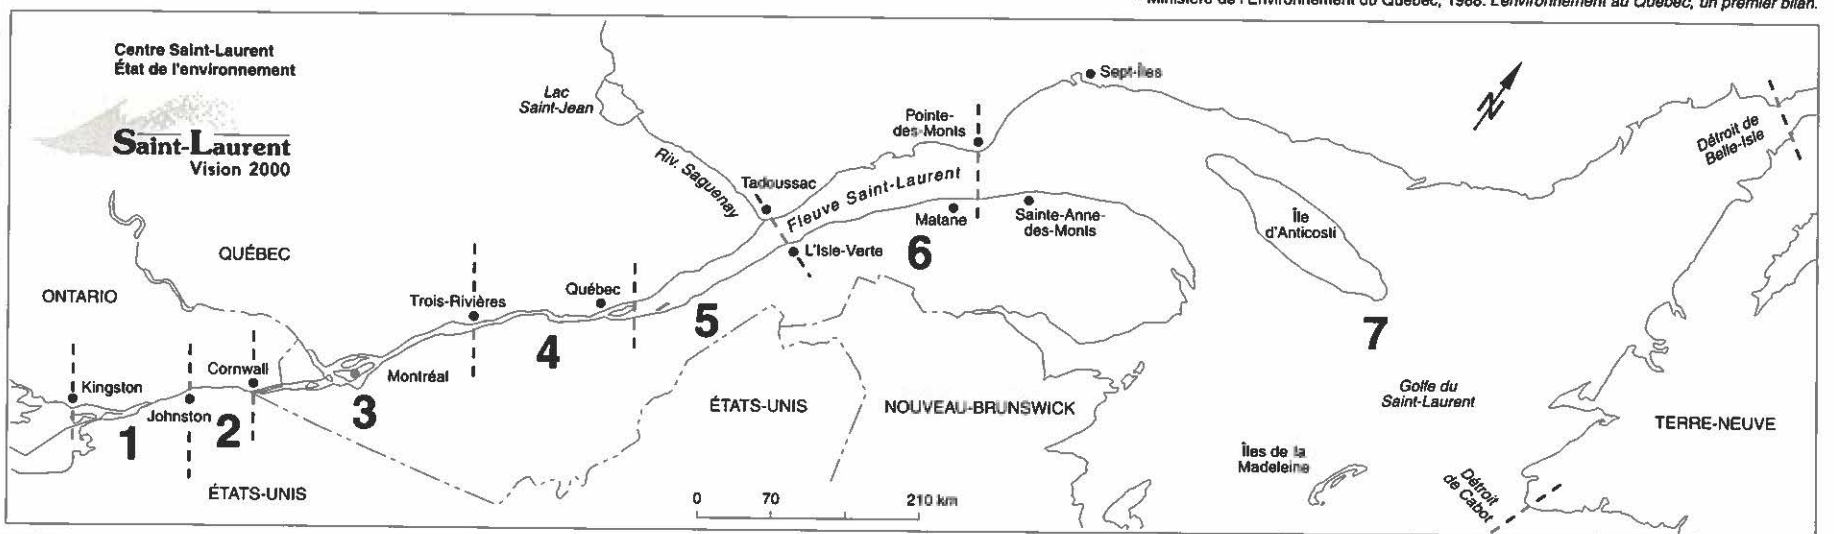 Ministère de l'Environnement du Québec, 1988. L'environnement au Québec, un premier bilan.
Centre Saint-Laurent
État de l'environnement
Saint-Laurent
Vision 2000
Lac
Saint-Jean
Riv. Saguenay
Tadoussac
Fleuve Saint-Laurent
Pointe-
des-Monts
Sept-Îles
N
Détroit de
Belle-Isle
Matane
Sainte-Anne-
des-Monts
Île
d'Anticosti
L'Isle-Verte
6
QUÉBEC
ONTARIO
Trois-Rivières
Québec
4
5
7
Kingston
Johnston
Cornwall
Montréal
1
2
3
ÉTATS-UNIS
ÉTATS-UNIS
NOUVEAU-BRUNSWICK
Golfe du
Saint-Laurent
TERRE-NEUVE
Îles de la
Madeleine
Détroit
de Cabot
0 70 210 km